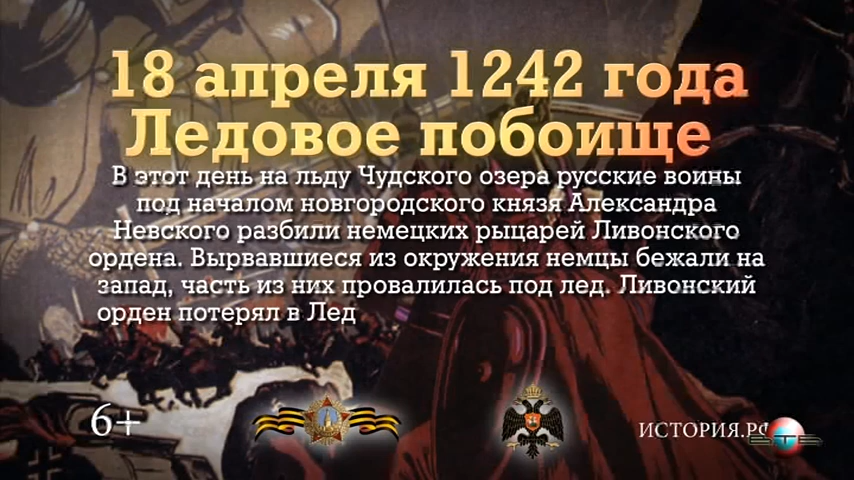 18 апреля 1242 года
Ледовое побоище
В этот день на льду Чудского озера русские воины
под началом новгородского князя Александра
Невского разбили немецких рыцарей Ливонского
ордена. Вырвавшиеся из окружения немцы бежали на
запад, часть из них провалилась под лед. Ливонский
орден потерял в Лед
6+
ИСТОРИЯ.РФ